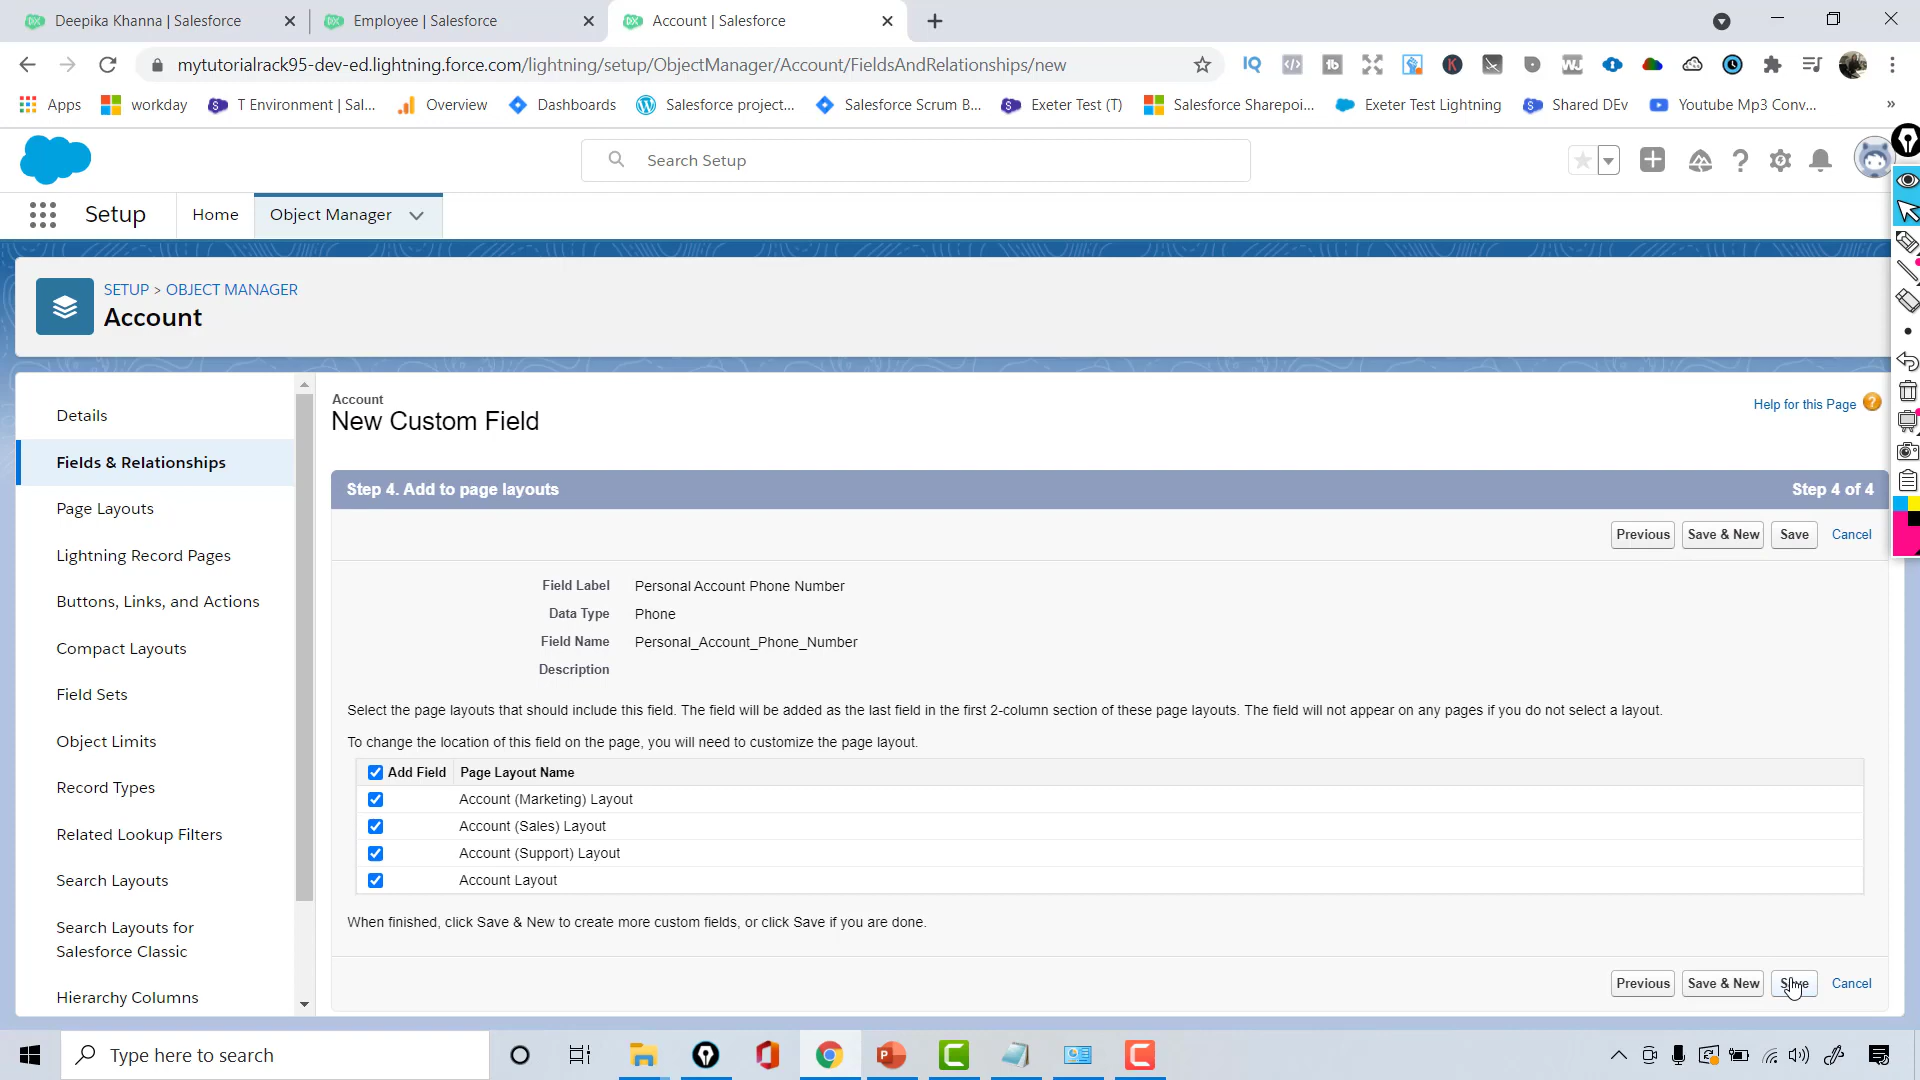 Deepika Khanna | Salesforce
Employee | Salesforce
Account | Salesforce
mytutorialrack95-dev-ed.lightning.force.com/lightning/setup/ObjectManager/Account/FieldsAndRelationships/new
IQ
tb
K
WJ
Apps
workday
T Environment | Sal...
Overview
Dashboards
Salesforce project...
Salesforce Scrum B...
Exeter Test (T)
Salesforce Sharepoi...
Exeter Test Lightning
Shared DEv
Youtube Mp3 Conv...
»
Search Setup
Setup
Home
Object Manager
SETUP > OBJECT MANAGER
Account
Details
Fields & Relationships
Page Layouts
Lightning Record Pages
Buttons, Links, and Actions
Compact Layouts
Field Sets
Object Limits
Record Types
Related Lookup Filters
Search Layouts
Search Layouts for
Salesforce Classic
Hierarchy Columns
Account
New Custom Field
Help for this Page
Step 4. Add to page layouts
Step 4 of 4
Previous
Save & New
Save
Cancel
Field Label Personal Account Phone Number
Data Type Phone
Field Name Personal_Account_Phone_Number
Description
Select the page layouts that should include this field. The field will be added as the last field in the first 2-column section of these page layouts. The field will not appear on any pages if you do not select a layout.
To change the location of this field on the page, you will need to customize the page layout.
Add Field Page Layout Name
Account (Marketing) Layout
Account (Sales) Layout
Account (Support) Layout
Account Layout
When finished, click Save & New to create more custom fields, or click Save if you are done.
Previous
Save & New
Save
Cancel
Type here to search